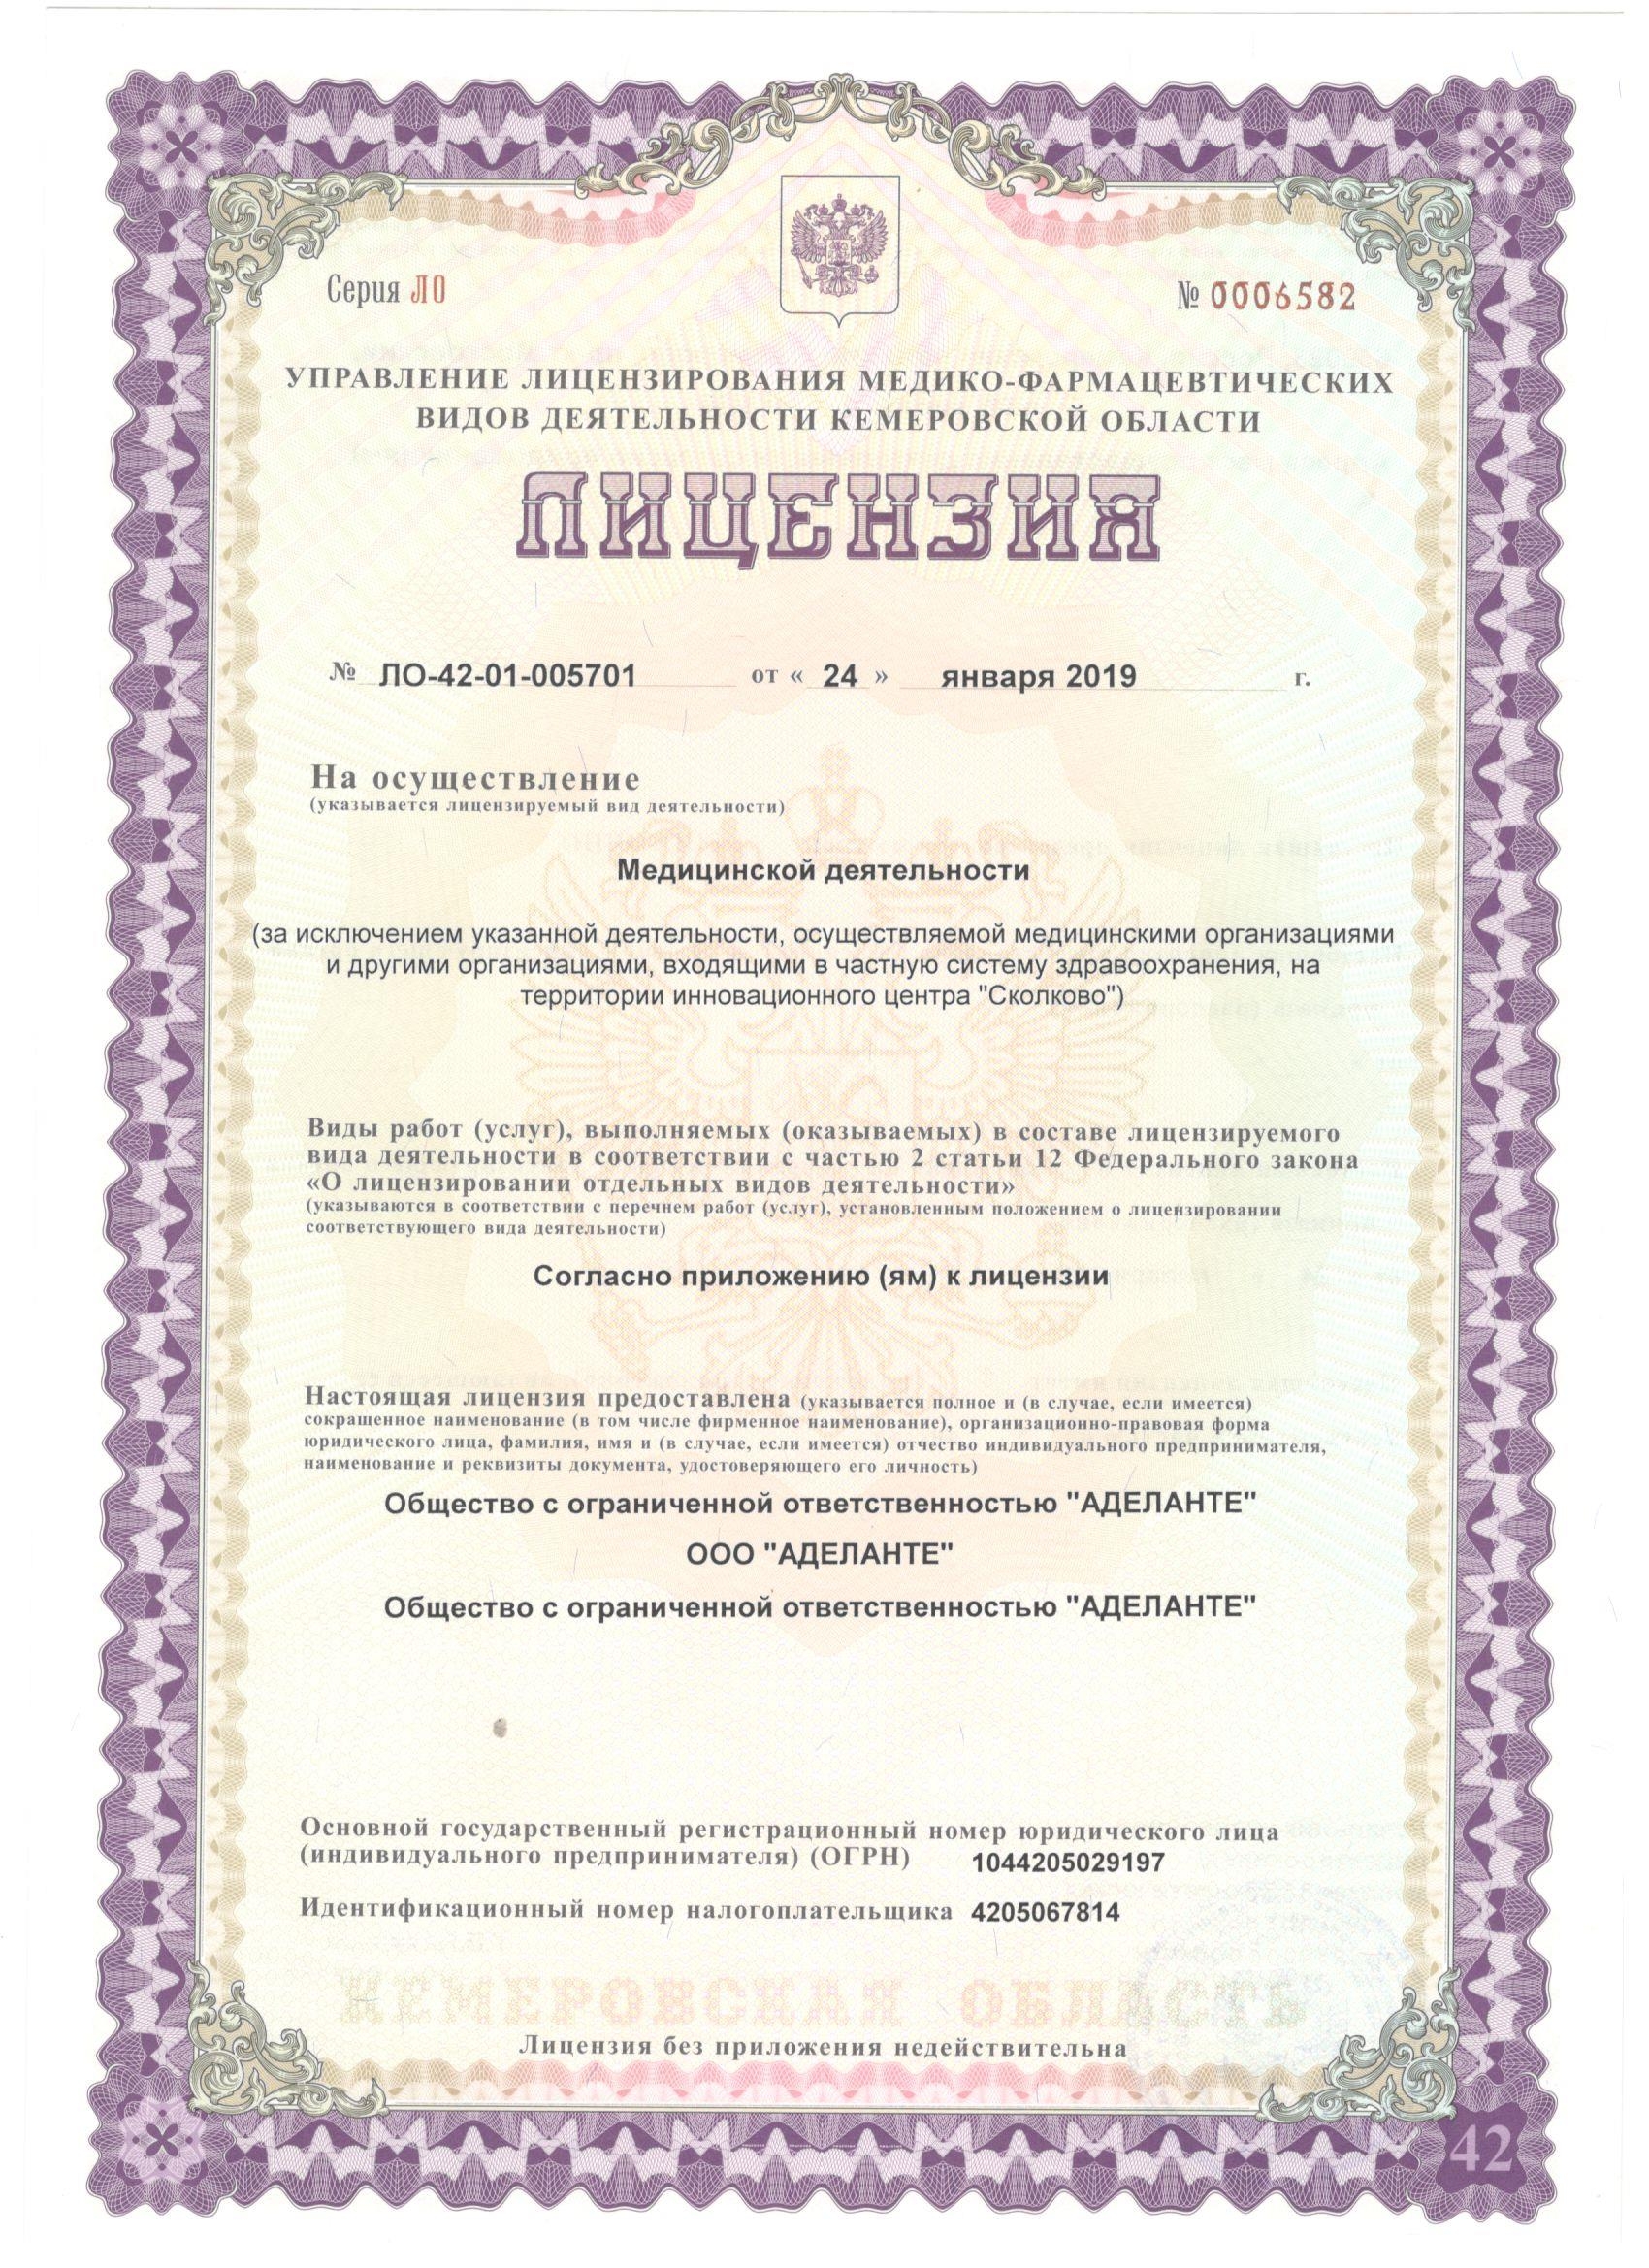 Серия ЛО
№ 0006582
УПРАВЛЕНИЕ ЛИЦЕНЗИРОВАНИЯ МЕДИКО-ФАРМАЦЕВТИЧЕСКИХ
ВИДОВ ДЕЯТЕЛЬНОСТИ КЕМЕРОВСКОЙ ОБЛАСТИ
ЛИЦЕНЗИЯ
№ ЛО-42-01-005701 от « 24 » января 2019 г.
На осуществление
(указывается лицензируемый вид деятельности)
Медицинской деятельности
(за исключением указанной деятельности, осуществляемой медицинскими организациями
и другими организациями, входящими в частную систему здравоохранения, на
территории инновационного центра "Сколково")
Виды работ (услуг), выполняемых (оказываемых) в составе лицензируемого
вида деятельности в соответствии с частью 2 статьи 12 Федерального закона
«О лицензировании отдельных видов деятельности»
(указываются в соответствии с перечнем работ (услуг), установленным положением о лицензировании
соответствующего вида деятельности)
Согласно приложению (ям) к лицензии
Настоящая лицензия предоставлена (указывается полное и (в случае, если имеется)
сокращенное наименование (в том числе фирменное наименование), организационно-правовая форма
юридического лица, фамилия, имя и (в случае, если имеется) отчество индивидуального предпринимателя,
наименование и реквизиты документа, удостоверяющего его личность)
Общество с ограниченной ответственностью "АДЕЛАНТЕ"
ООО "АДЕЛАНТЕ"
Общество с ограниченной ответственностью "АДЕЛАНТЕ"
Основной государственный регистрационный номер юридического лица
(индивидуального предпринимателя) (ОГРН) 1044205029197
Идентификационный номер налогоплательщика 4205067814
КЕМЕРОВСКАЯ ОБЛАСТЬ
Лицензия без приложения недействительна
42